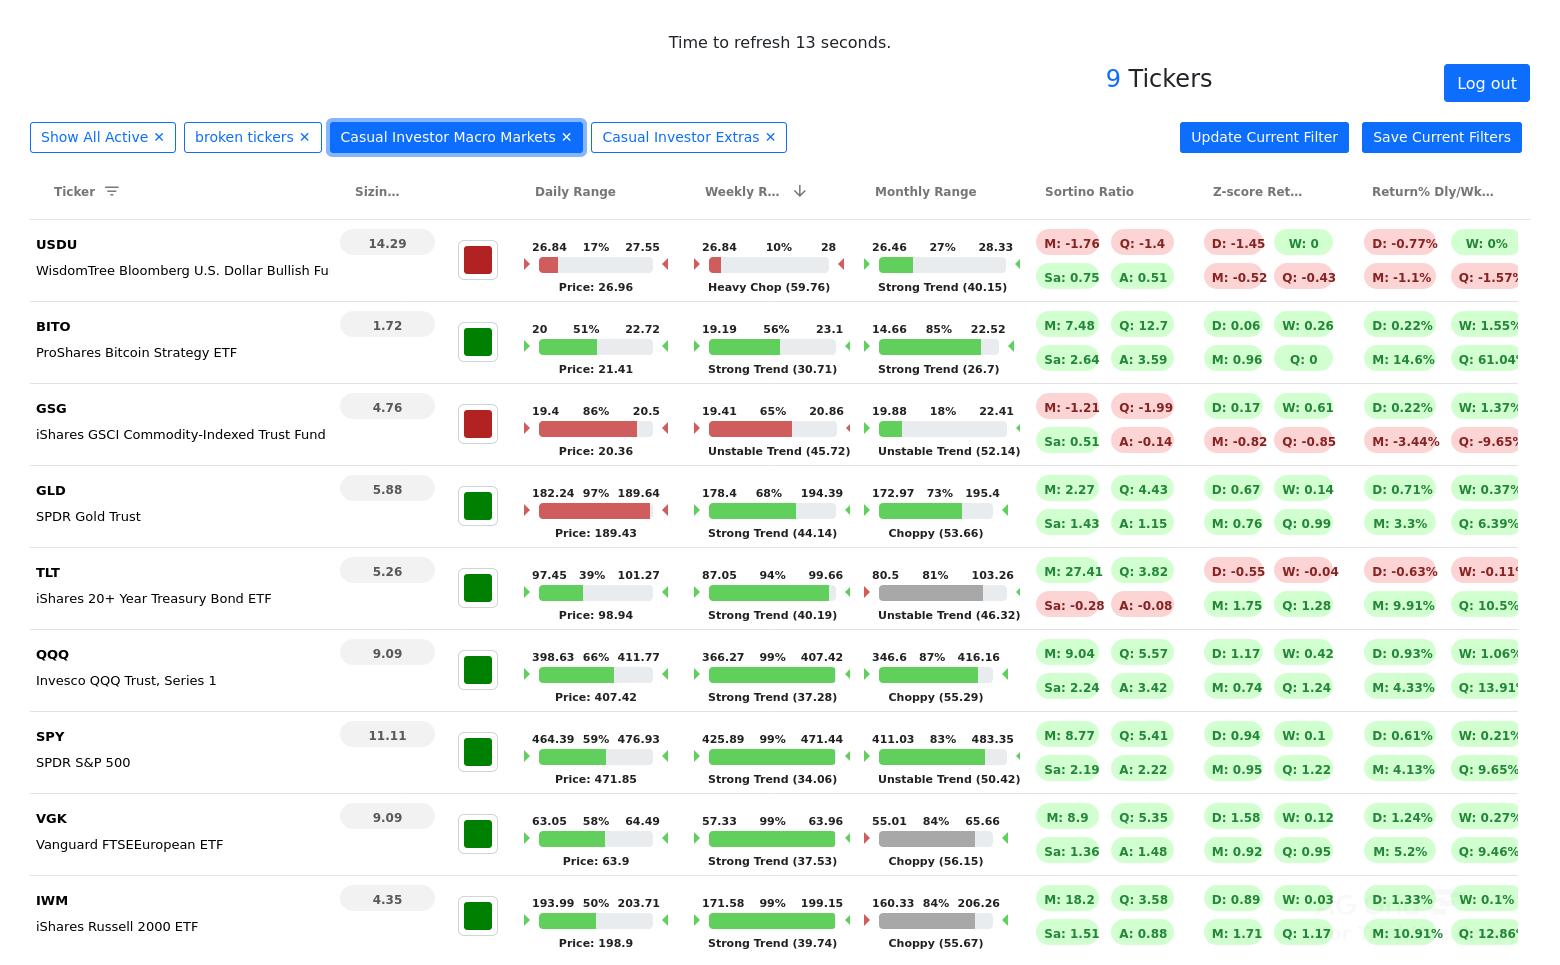 Time to refresh 13 seconds.
9 Tickers
Log out
Show All Active ✕ broken tickers ✕ Casual Investor Macro Markets ✕ Casual Investor Extras ✕ Update Current Filter Save Current Filters
Ticker Sizin... Daily Range Weekly R... Monthly Range Sortino Ratio Z-score Ret... Return% Dly/Wk...
USDU 14.29 26.84 17% 27.55 26.84 10% 28 26.46 27% 28.33 M: -1.76 Q: -1.4 D: -1.45 W: 0 D: -0.77% W: 0%
WisdomTree Bloomberg U.S. Dollar Bullish Fu Sa: 0.75 A: 0.51 M: -0.52 Q: -0.43 M: -1.1% Q: -1.57%
Price: 26.96 Heavy Chop (59.76) Strong Trend (40.15)
BITO 1.72 20 51% 22.72 19.19 56% 23.1 14.66 85% 22.52 M: 7.48 Q: 12.7 D: 0.06 W: 0.26 D: 0.22% W: 1.55%
ProShares Bitcoin Strategy ETF Sa: 2.64 A: 3.59 M: 0.96 Q: 0 M: 14.6% Q: 61.04%
Price: 21.41 Strong Trend (30.71) Strong Trend (26.7)
GSG 4.76 19.4 86% 20.5 19.41 65% 20.86 19.88 18% 22.41 M: -1.21 Q: -1.99 D: 0.17 W: 0.61 D: 0.22% W: 1.37%
iShares GSCI Commodity-Indexed Trust Fund Sa: 0.51 A: -0.14 M: -0.82 Q: -0.85 M: -3.44% Q: -9.65%
Price: 20.36 Unstable Trend (45.72) Unstable Trend (52.14)
GLD 5.88 182.24 97% 189.64 178.4 68% 194.39 172.97 73% 195.4 M: 2.27 Q: 4.43 D: 0.67 W: 0.14 D: 0.71% W: 0.37%
SPDR Gold Trust Sa: 1.43 A: 1.15 M: 0.76 Q: 0.99 M: 3.3% Q: 6.39%
Price: 189.43 Strong Trend (44.14) Choppy (53.66)
TLT 5.26 97.45 39% 101.27 87.05 94% 99.66 80.5 81% 103.26 M: 27.41 Q: 3.82 D: -0.55 W: -0.04 D: -0.63% W: -0.11%
iShares 20+ Year Treasury Bond ETF Sa: -0.28 A: -0.08 M: 1.75 Q: 1.28 M: 9.91% Q: 10.5%
Price: 98.94 Strong Trend (40.19) Unstable Trend (46.32)
QQQ 9.09 398.63 66% 411.77 366.27 99% 407.42 346.6 87% 416.16 M: 9.04 Q: 5.57 D: 1.17 W: 0.42 D: 0.93% W: 1.06%
Invesco QQQ Trust, Series 1 Sa: 2.24 A: 3.42 M: 0.74 Q: 1.24 M: 4.33% Q: 13.91%
Price: 407.42 Strong Trend (37.28) Choppy (55.29)
SPY 11.11 464.39 59% 476.93 425.89 99% 471.44 411.03 83% 483.35 M: 8.77 Q: 5.41 D: 0.94 W: 0.1 D: 0.61% W: 0.21%
SPDR S&P 500 Sa: 2.19 A: 2.22 M: 0.95 Q: 1.22 M: 4.13% Q: 9.65%
Price: 471.85 Strong Trend (34.06) Unstable Trend (50.42)
VGK 9.09 63.05 58% 64.49 57.33 99% 63.96 55.01 84% 65.66 M: 8.9 Q: 5.35 D: 1.58 W: 0.12 D: 1.24% W: 0.27%
Vanguard FTSEEuropean ETF Sa: 1.36 A: 1.48 M: 0.92 Q: 0.95 M: 5.2% Q: 9.46%
Price: 63.9 Strong Trend (37.53) Choppy (56.15)
IWM 4.35 193.99 50% 203.71 171.58 99% 199.15 160.33 84% 206.26 M: 18.2 Q: 3.58 D: 0.89 W: 0.03 D: 1.33% W: 0.1%
iShares Russell 2000 ETF Sa: 1.51 A: 0.88 M: 1.71 Q: 1.17 M: 10.91% Q: 12.86%
Price: 198.9 Strong Trend (39.74) Choppy (55.67)